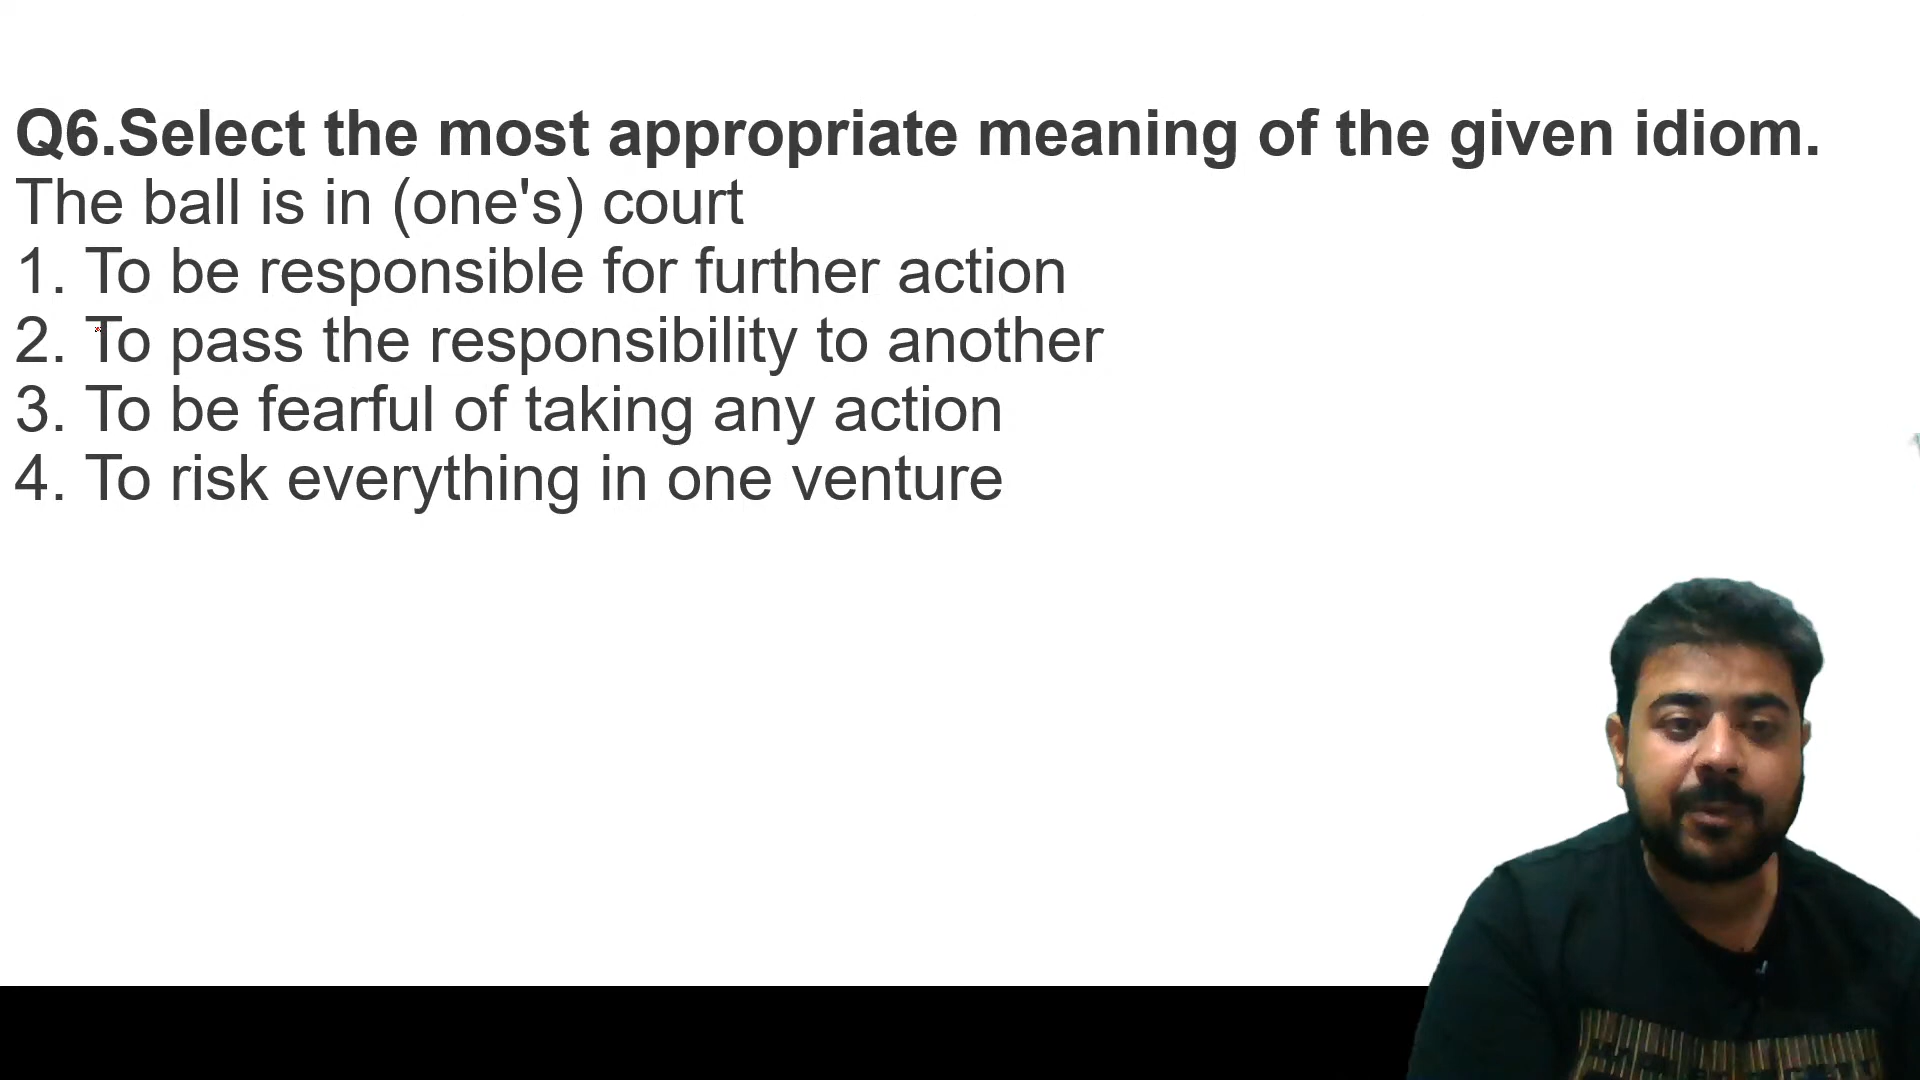 Q6.Select the most appropriate meaning of the given idiom.
The ball is in (one's) court
1. To be responsible for further action
2. To pass the responsibility to another
3. To be fearful of taking any action
4. To risk everything in one venture